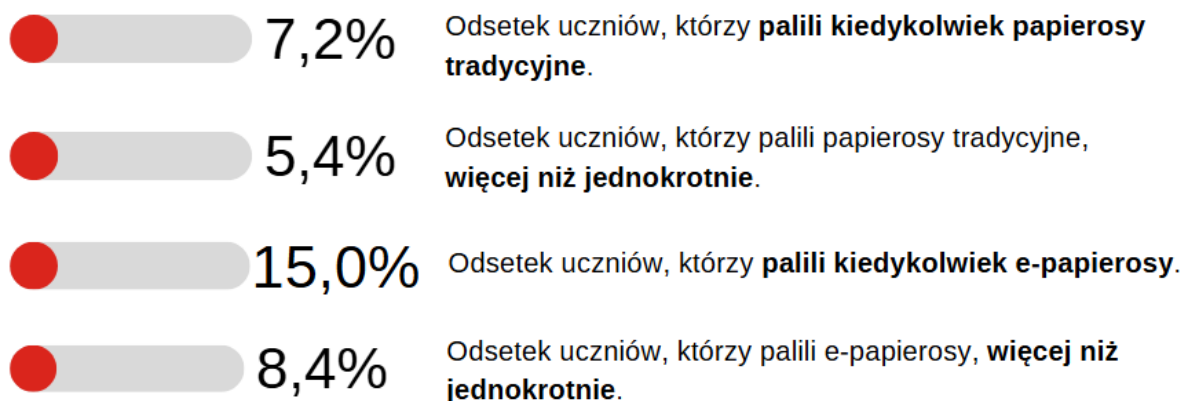 7,2%
Odsetek uczniów, którzy palili kiedykolwiek papierosy
tradycyjne.
5,4%
Odsetek uczniów, którzy palili papierosy tradycyjne,
więcej niż jednokrotnie.
15,0%
Odsetek uczniów, którzy palili kiedykolwiek e-papierosy.
8,4%
Odsetek uczniów, którzy palili e-papierosy, więcej niż
jednokrotnie.